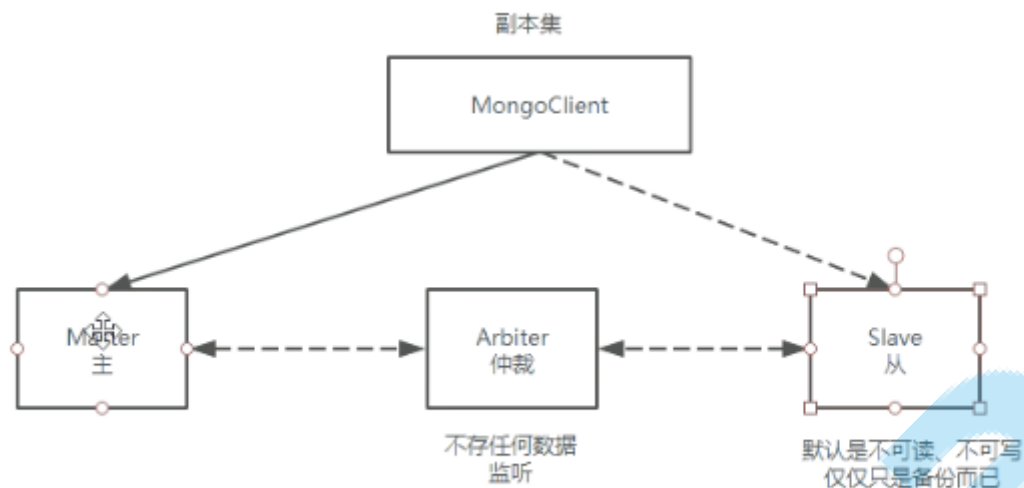 副本集
MongoClient
Master
主
Arbiter
仲裁
Slave
从
不存任何数据
监听
默认是不可读、不可写
仅仅只是备份而已